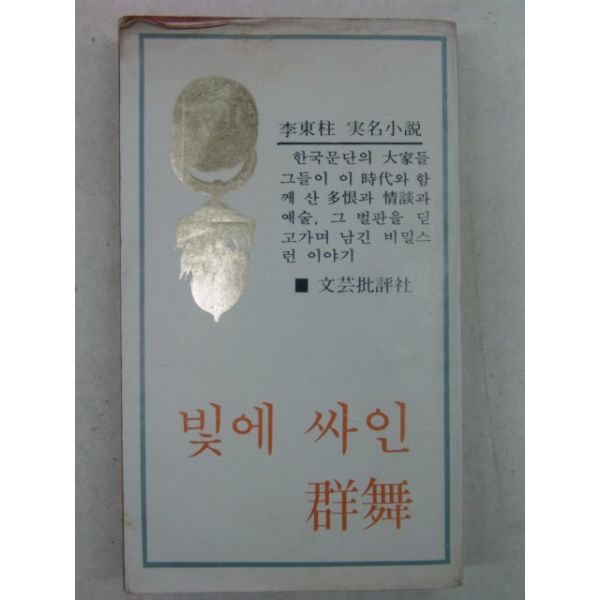 李東柱 実名小説
한국문단의 大家들
그들이 이 時代와 함
께 산 多恨과 情談과
예술, 그 벌판을 딛
고가며 남긴 비밀스
런 이야기
■ 文芸批評社
빛에 싸인
群舞